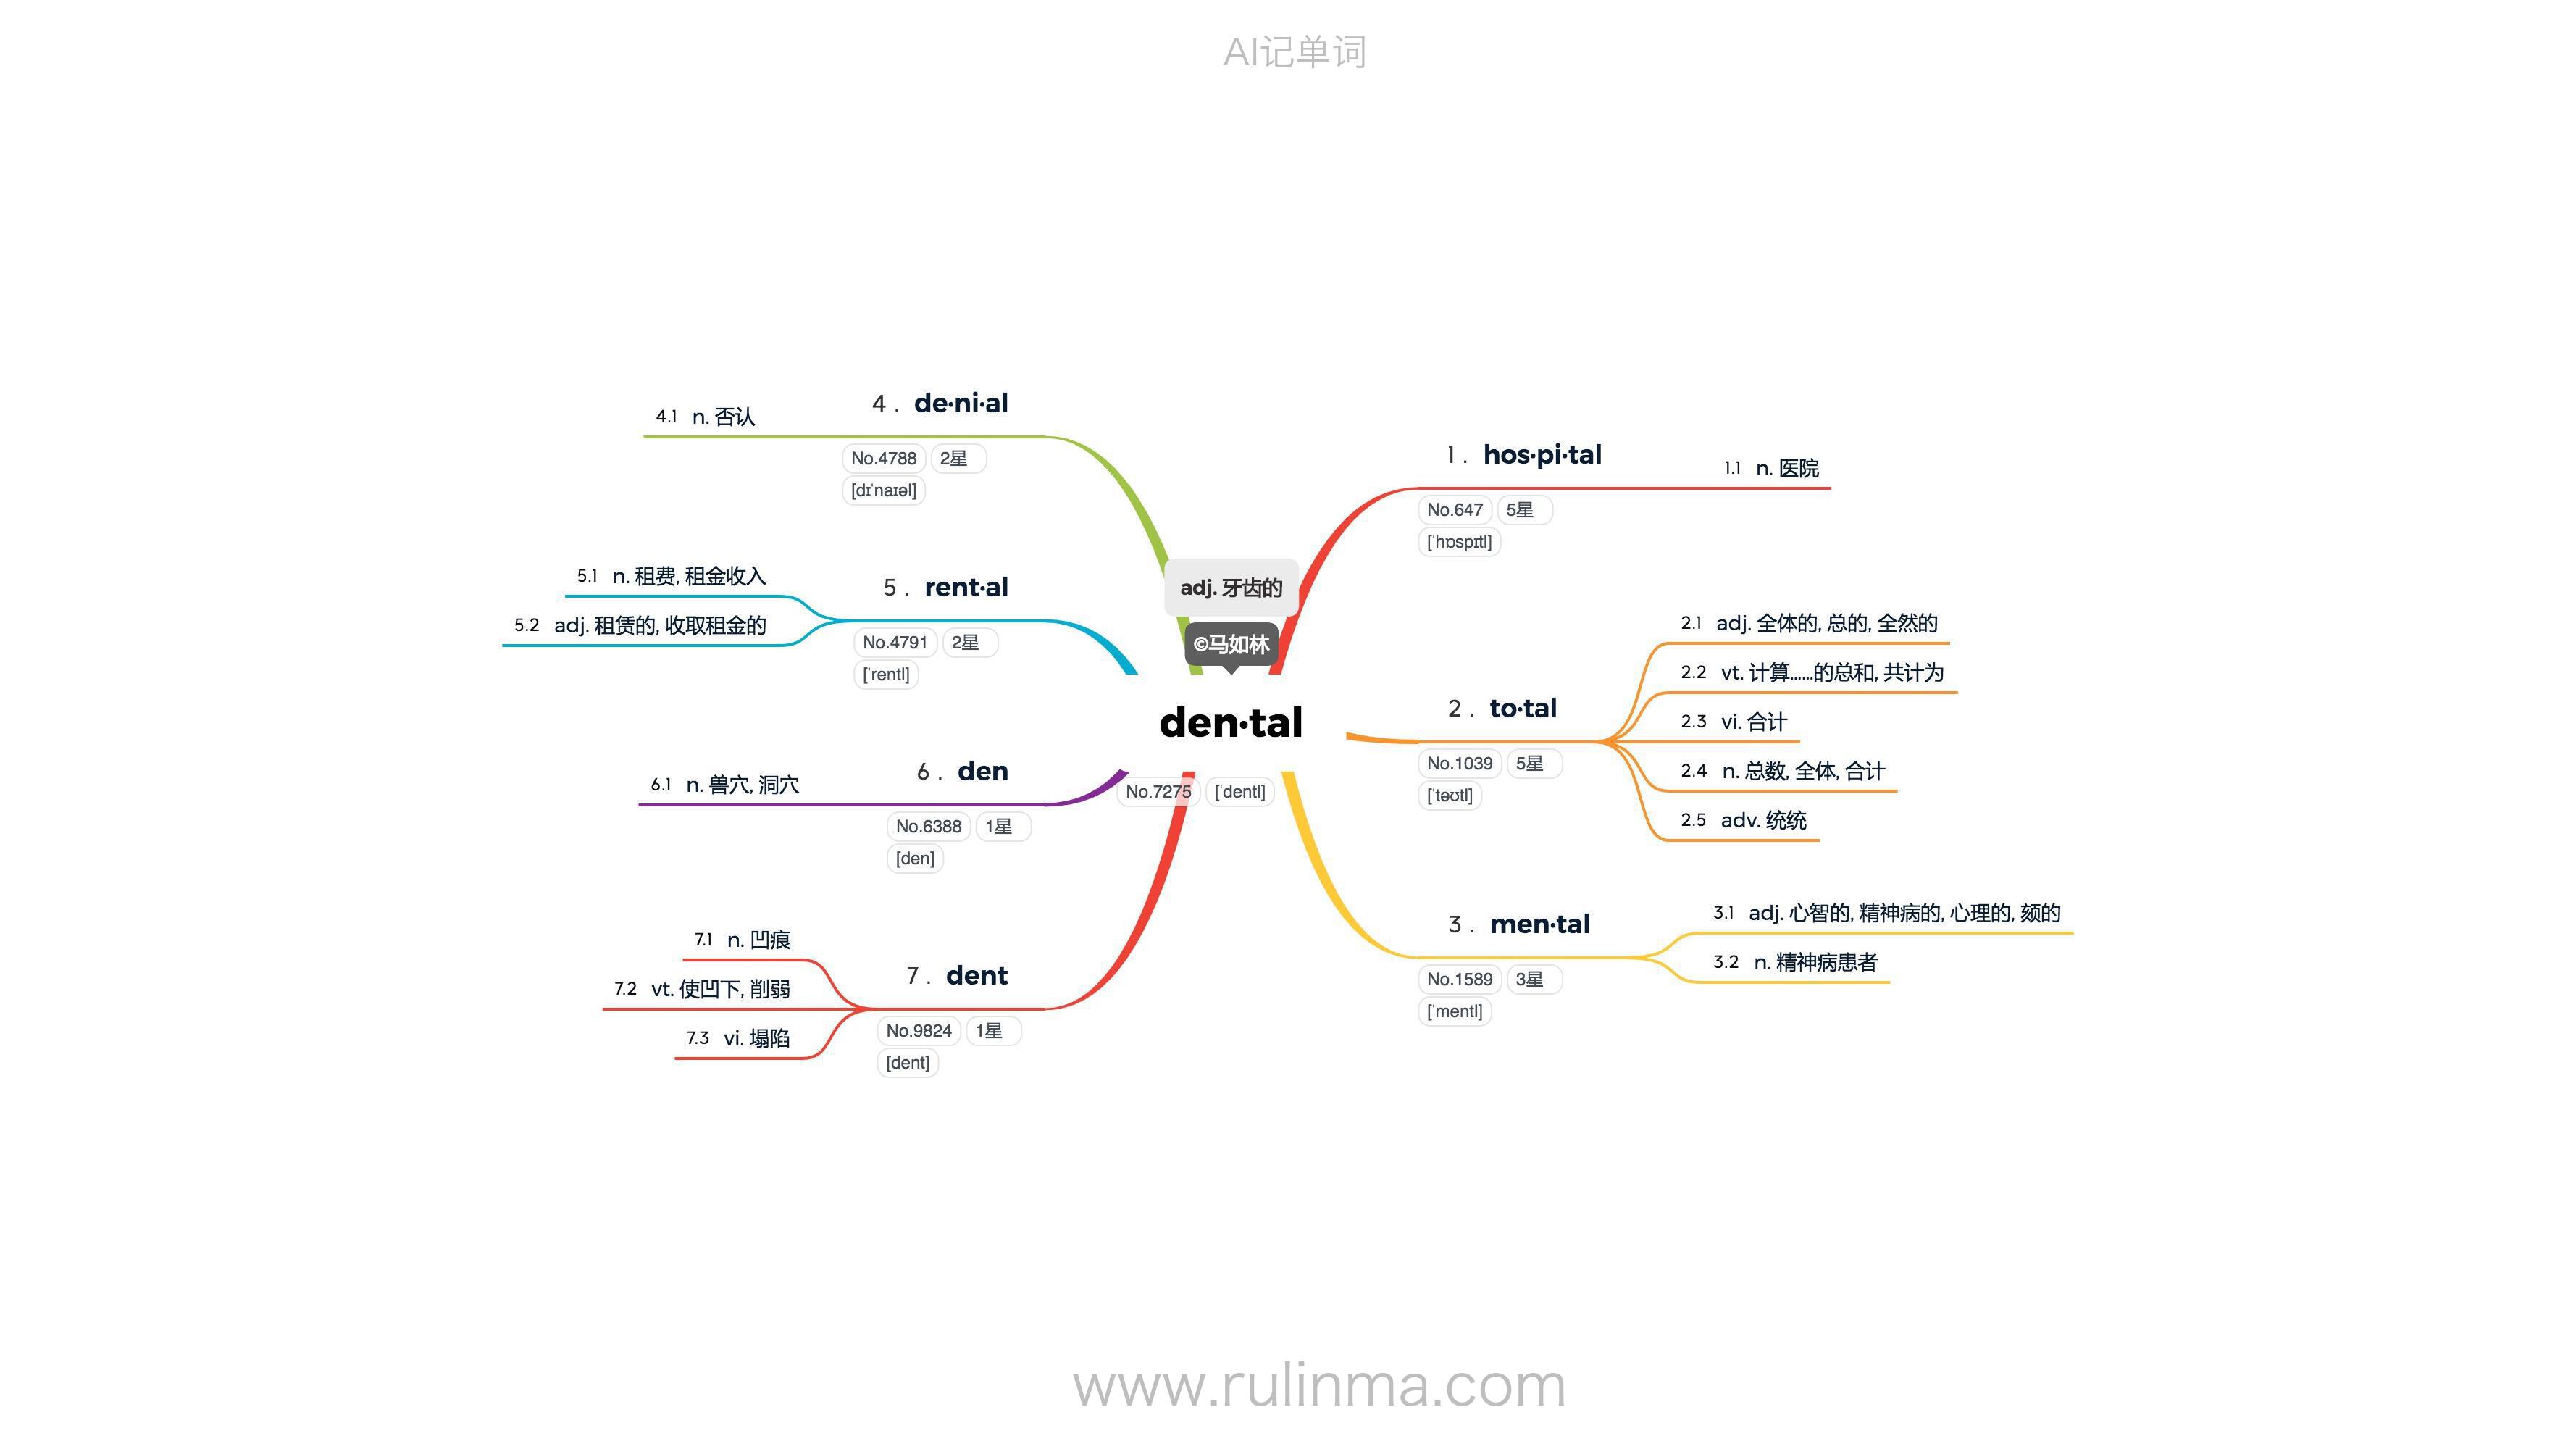 AI记单词
adj. 牙齿的
©马如林
den·tal
No.7275 [ˈdentl]
1. hos·pi·tal
No.647 5星
[ˈhɒspɪtl]
1.1 n. 医院
2. to·tal
No.1039 5星
[ˈtəʊtl]
2.1 adj. 全体的, 总的, 全然的
2.2 vt. 计算……的总和, 共计为
2.3 vi. 合计
2.4 n. 总数, 全体, 合计
2.5 adv. 统统
3. men·tal
No.1589 3星
[ˈmentl]
3.1 adj. 心智的, 精神病的, 心理的, 颏的
3.2 n. 精神病患者
4. de·ni·al
No.4788 2星
[dɪˈnaɪəl]
4.1 n. 否认
5. rent·al
No.4791 2星
[ˈrentl]
5.1 n. 租费, 租金收入
5.2 adj. 租赁的, 收取租金的
6. den
No.6388 1星
[den]
6.1 n. 兽穴, 洞穴
7. dent
No.9824 1星
[dent]
7.1 n. 凹痕
7.2 vt. 使凹下, 削弱
7.3 vi. 塌陷
www.rulinma.com